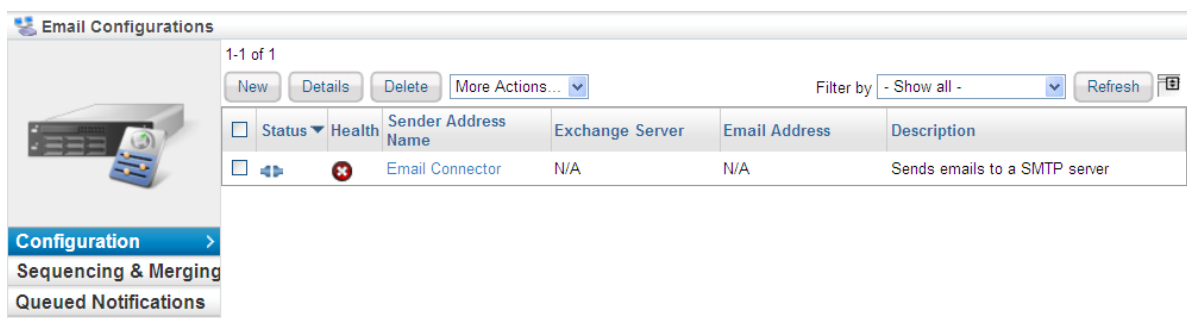 Email Configurations
1-1 of 1
New Details Delete More Actions... Filter by - Show all - Refresh
Status Health Sender Address Name Exchange Server Email Address Description
Email Connector N/A N/A Sends emails to a SMTP server
Configuration
Sequencing & Merging
Queued Notifications